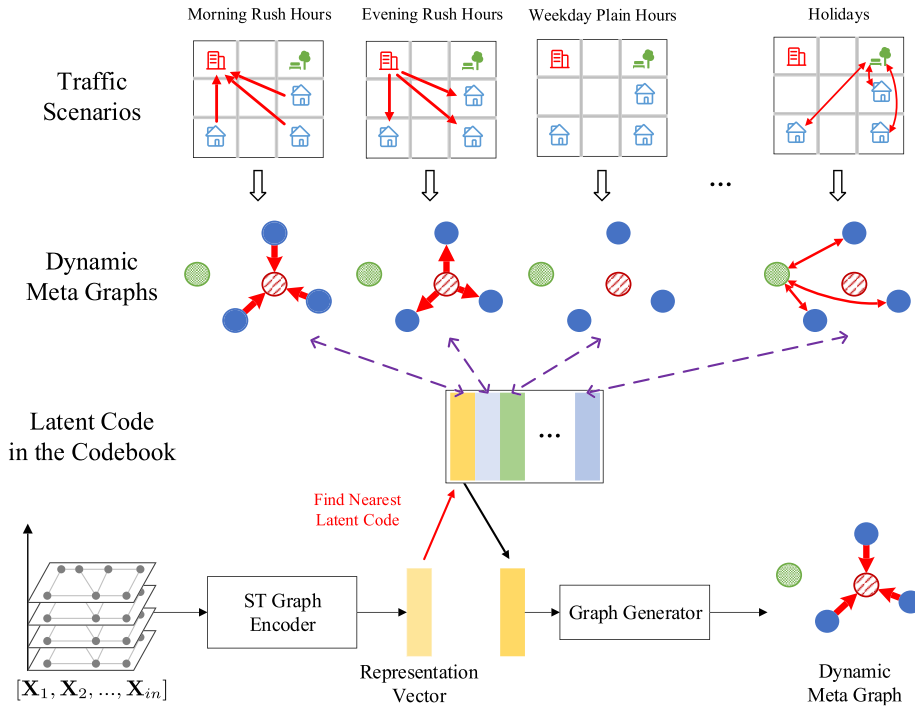 Morning Rush Hours
Evening Rush Hours
Weekday Plain Hours
Holidays
Traffic
Scenarios
...
Dynamic
Meta Graphs
Latent Code
in the Codebook
...
Find Nearest
Latent Code
ST Graph
Encoder
Graph Generator
[X₁, X₂, ..., Xᵢₙ]
Representation
Vector
Dynamic
Meta Graph